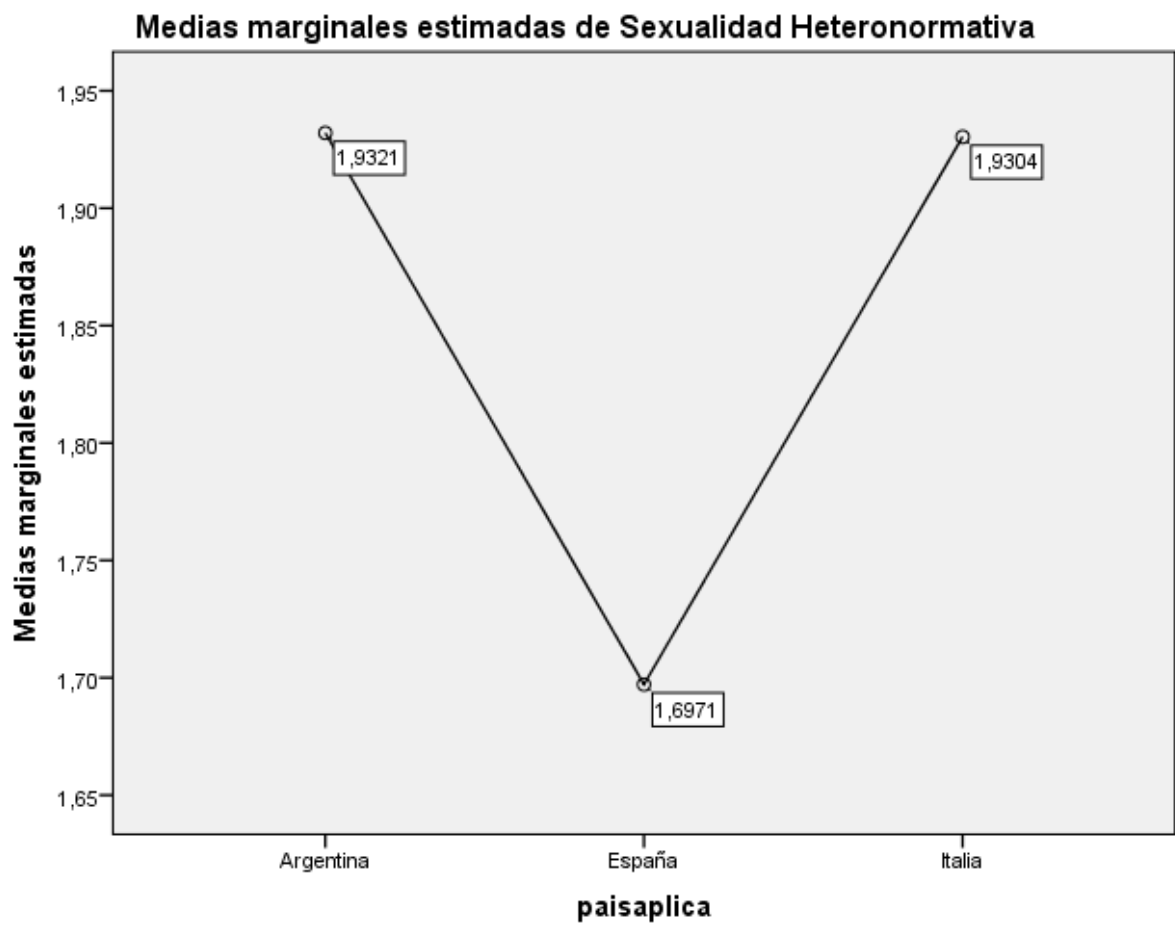 Medias marginales estimadas de Sexualidad Heteronormativa
Medias marginales estimadas
1,95
1,90
1,85
1,80
1,75
1,70
1,65
1,9321
1,6971
1,9304
Argentina
España
Italia
paisaplica